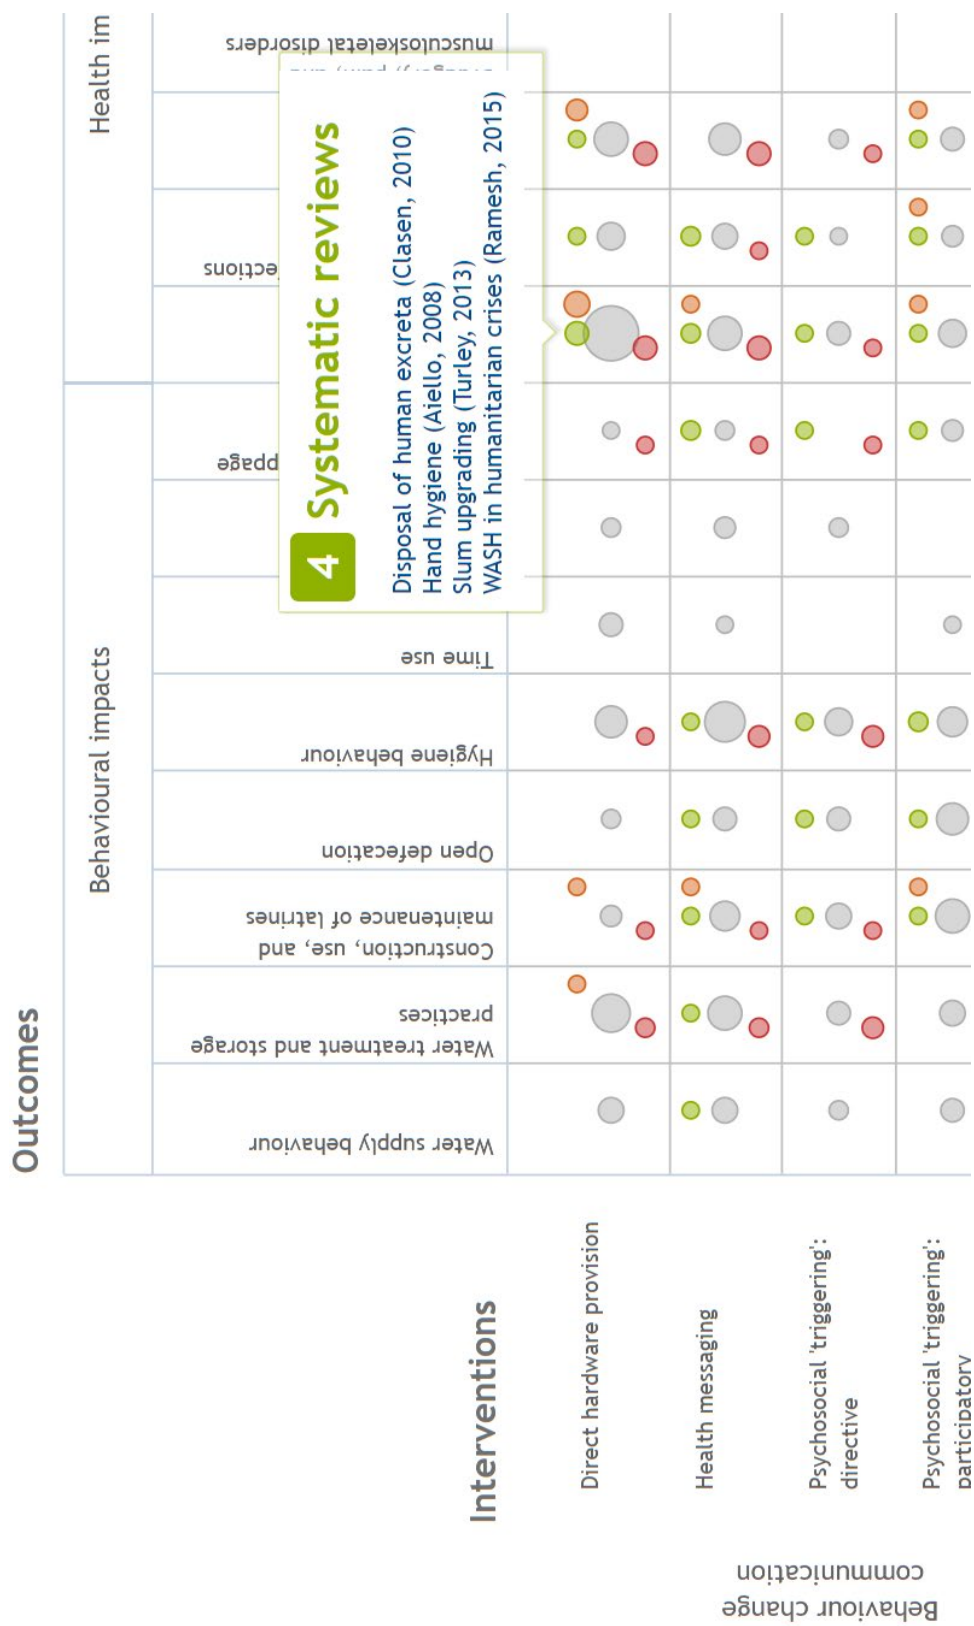 Outcomes
Behavioural impacts
Health im
Water supply behaviour
Water treatment and storage
practices
Construction, use, and
maintenance of latrines
Open defecation
Hygiene behaviour
Time use
ppage
ections
musculoskeletal disorders
4 Systematic reviews
Disposal of human excreta (Clasen, 2010)
Hand hygiene (Aiello, 2008)
Slum upgrading (Turley, 2013)
WASH in humanitarian crises (Ramesh, 2015)
Interventions
Direct hardware provision
Behaviour change
communication
Health messaging
Psychosocial 'triggering':
directive
Psychosocial 'triggering':
participatory